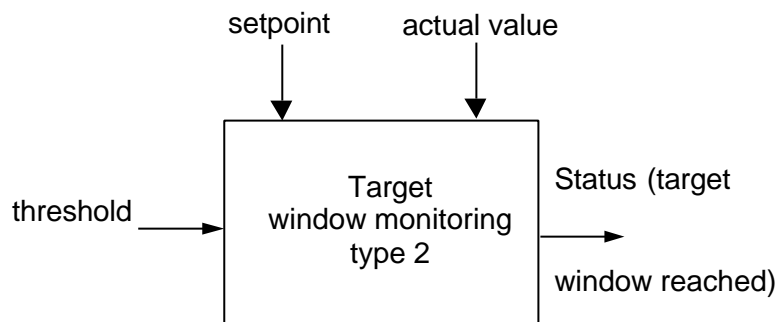 setpoint
actual value
threshold
Target
window monitoring
type 2
Status (target
window reached)